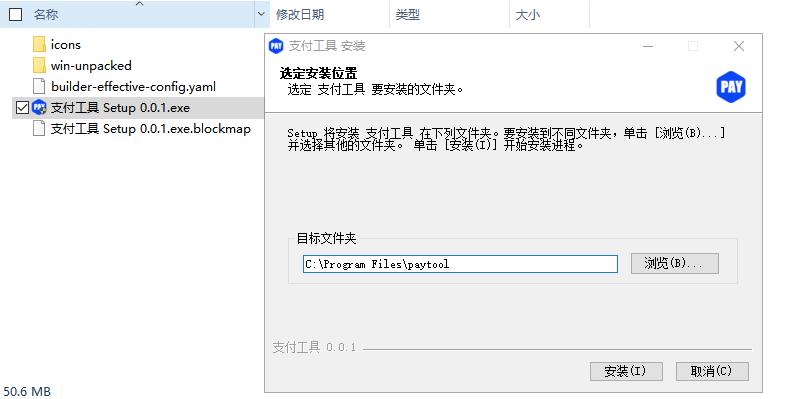 名称 修改日期 类型 大小
icons
win-unpacked
builder-effective-config.yaml
支付工具 Setup 0.0.1.exe
支付工具 Setup 0.0.1.exe.blockmap
50.6 MB
PAY 支付工具 安装
选定安装位置
选定 支付工具 要安装的文件夹。
PAY
Setup 将安装 支付工具 在下列文件夹。要安装到不同文件夹，单击 [浏览(B)...]
并选择其他的文件夹。 单击 [安装(I)] 开始安装进程。
目标文件夹
C:\Program Files\paytool 浏览(B)...
支付工具 0.0.1
安装(I) 取消(C)